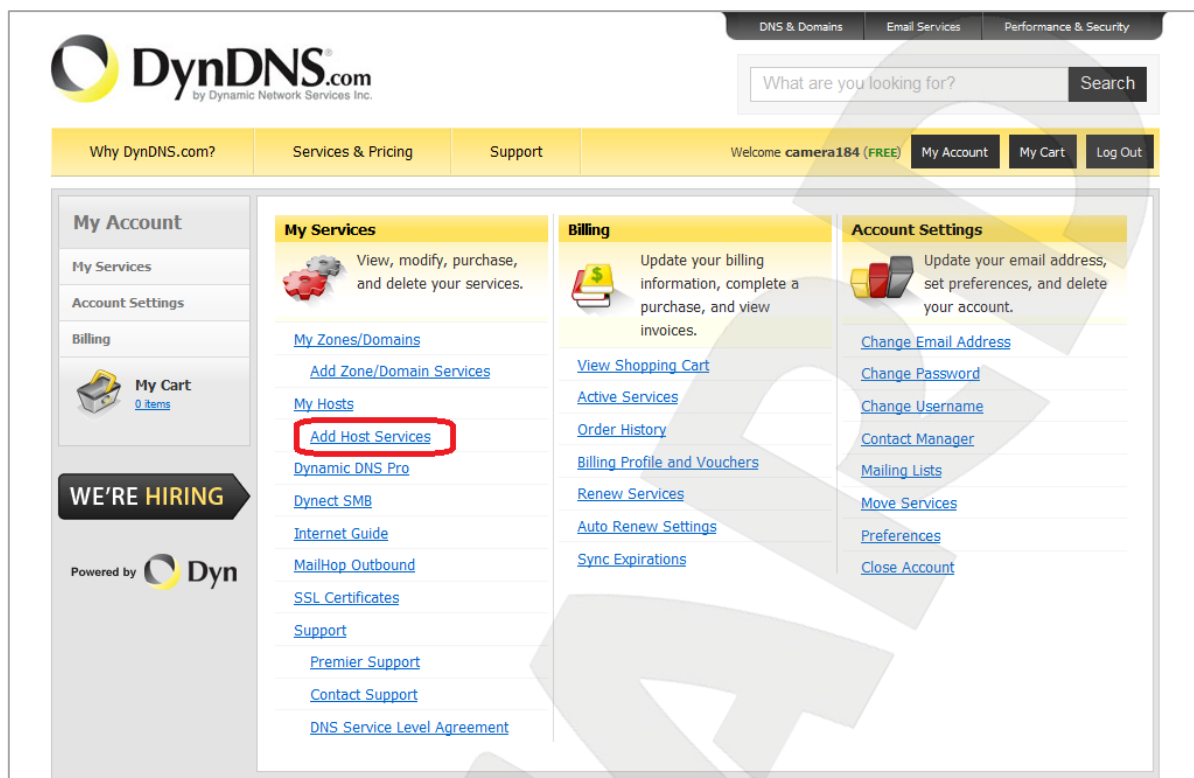 DNS & Domains
Email Services
Performance & Security
DynDNS.com
by Dynamic Network Services Inc.
What are you looking for?
Search
Why DynDNS.com?
Services & Pricing
Support
Welcome camera184 (FREE)
My Account
My Cart
Log Out
My Account
My Services
Account Settings
Billing
My Cart
0 items
WE'RE HIRING
Powered by Dyn
My Services
View, modify, purchase,
and delete your services.
My Zones/Domains
Add Zone/Domain Services
My Hosts
Add Host Services
Dynamic DNS Pro
Dynect SMB
Internet Guide
MailHop Outbound
SSL Certificates
Support
Premier Support
Contact Support
DNS Service Level Agreement
Billing
Update your billing
information, complete a
purchase, and view
invoices.
View Shopping Cart
Active Services
Order History
Billing Profile and Vouchers
Renew Services
Auto Renew Settings
Sync Expirations
Account Settings
Update your email address,
set preferences, and delete
your account.
Change Email Address
Change Password
Change Username
Contact Manager
Mailing Lists
Move Services
Preferences
Close Account